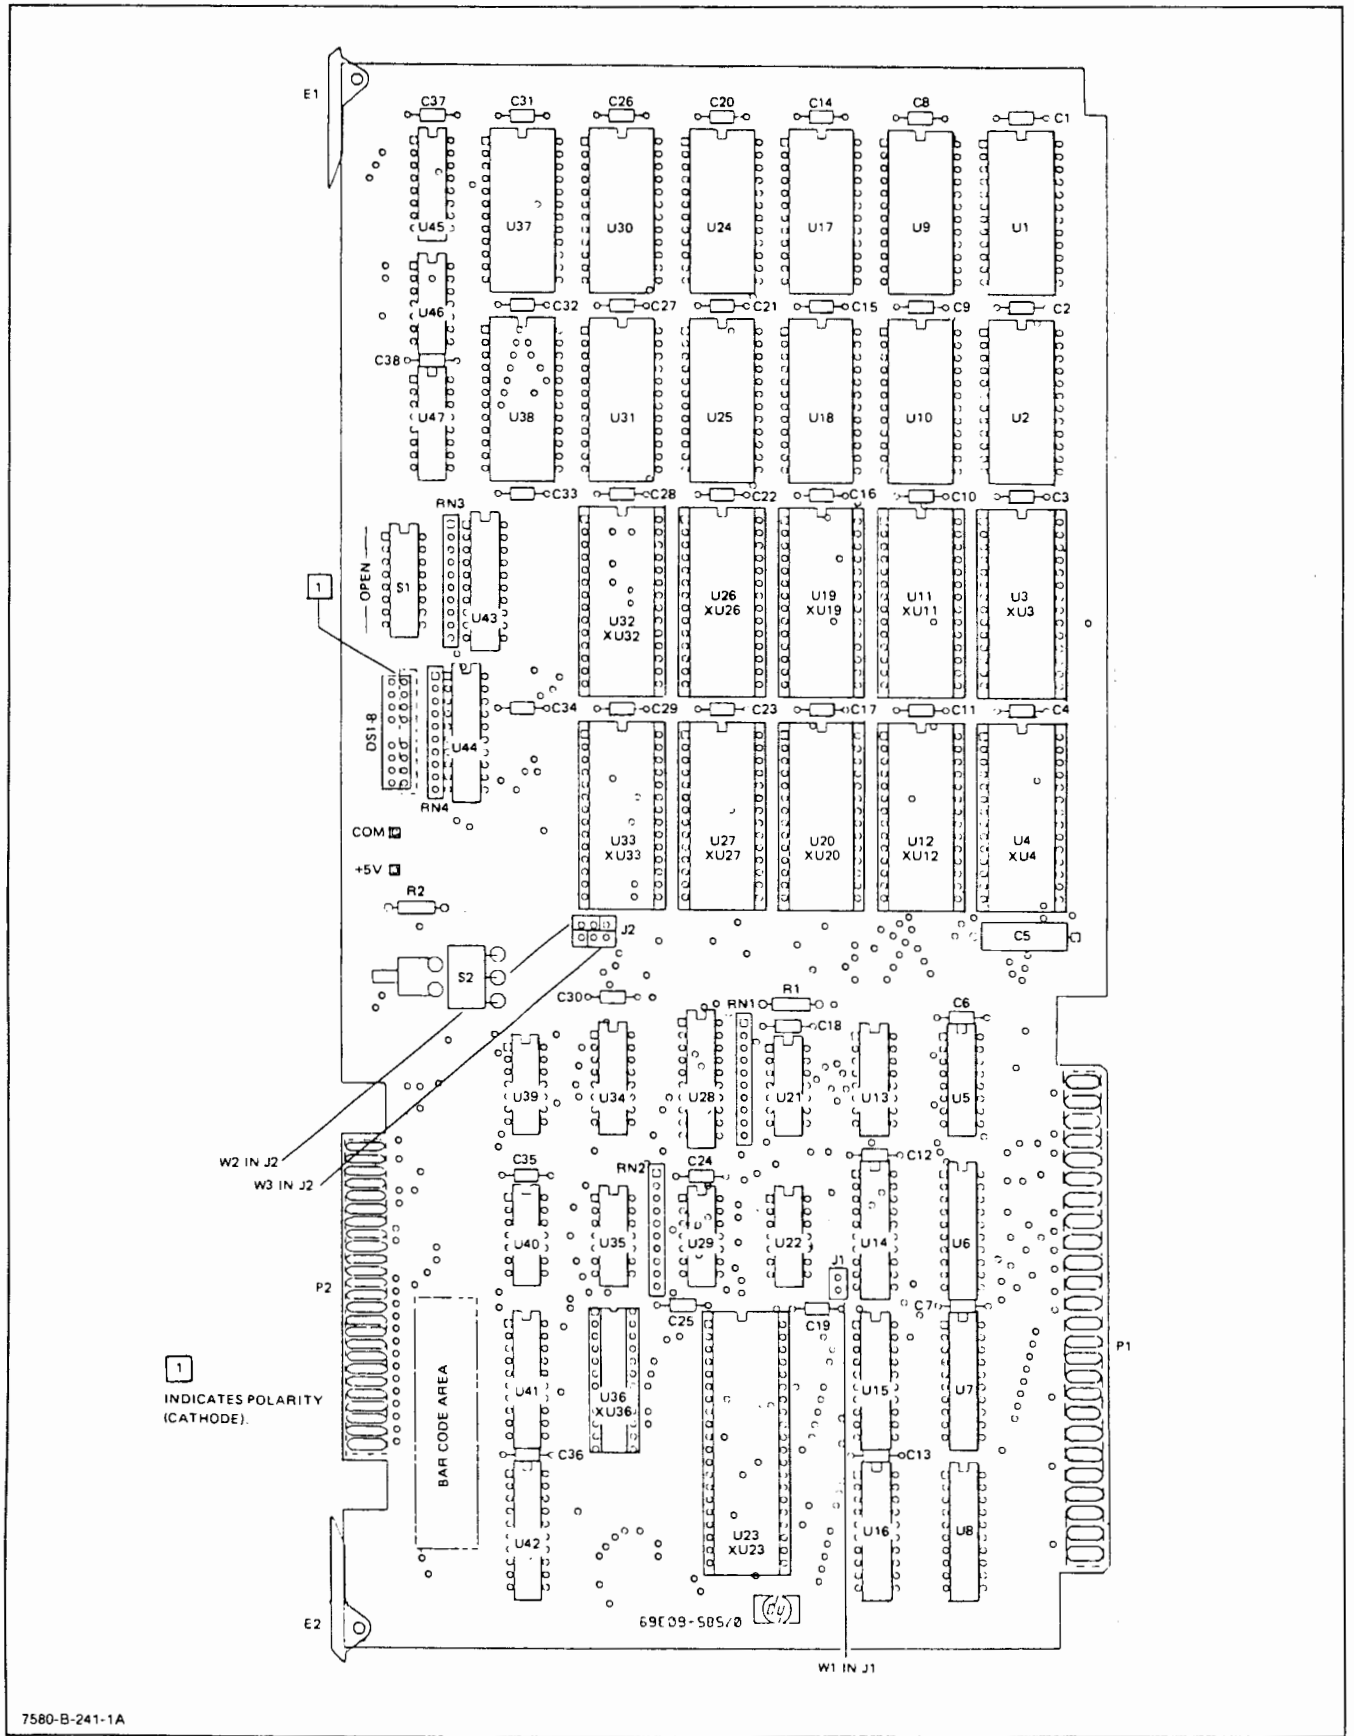 E1
C37 C31 C26 C20 C14 C8 C1
U45 U37 U30 U24 U17 U9 U1
U46 C32 C27 C21 C15 C9 C2
C38
U47 U38 U31 U25 U18 U10 U2
C33 C28 C22 C16 C10 C3
RN3
OPEN
1
S1 U43
U32 U26 U19 U11 U3
XU32 XU26 XU19 XU11 XU3
DS1-8 U44 C34 C29 C23 C17 C11 C4
RN4
COM
U33 U27 U20 U12 U4
XU33 XU27 XU20 XU12 XU4
+5V
R2
J2 C5
S2
C30 RN1 R1 C6
C18
U39 U34 U28 U21 U13 U5
W2 IN J2
W3 IN J2
C35 RN2 C24 C12
U40 U35 U29 U22 U14 U6
J1
P2
C25 C19 C7
P1
1
INDICATES POLARITY
(CATHODE).
BAR CODE AREA
U41 U36 U15 U7
XU36
C36 C13
U42 U23 U16 U8
XU23
E2
W1 IN J1
7580-B-241-1A